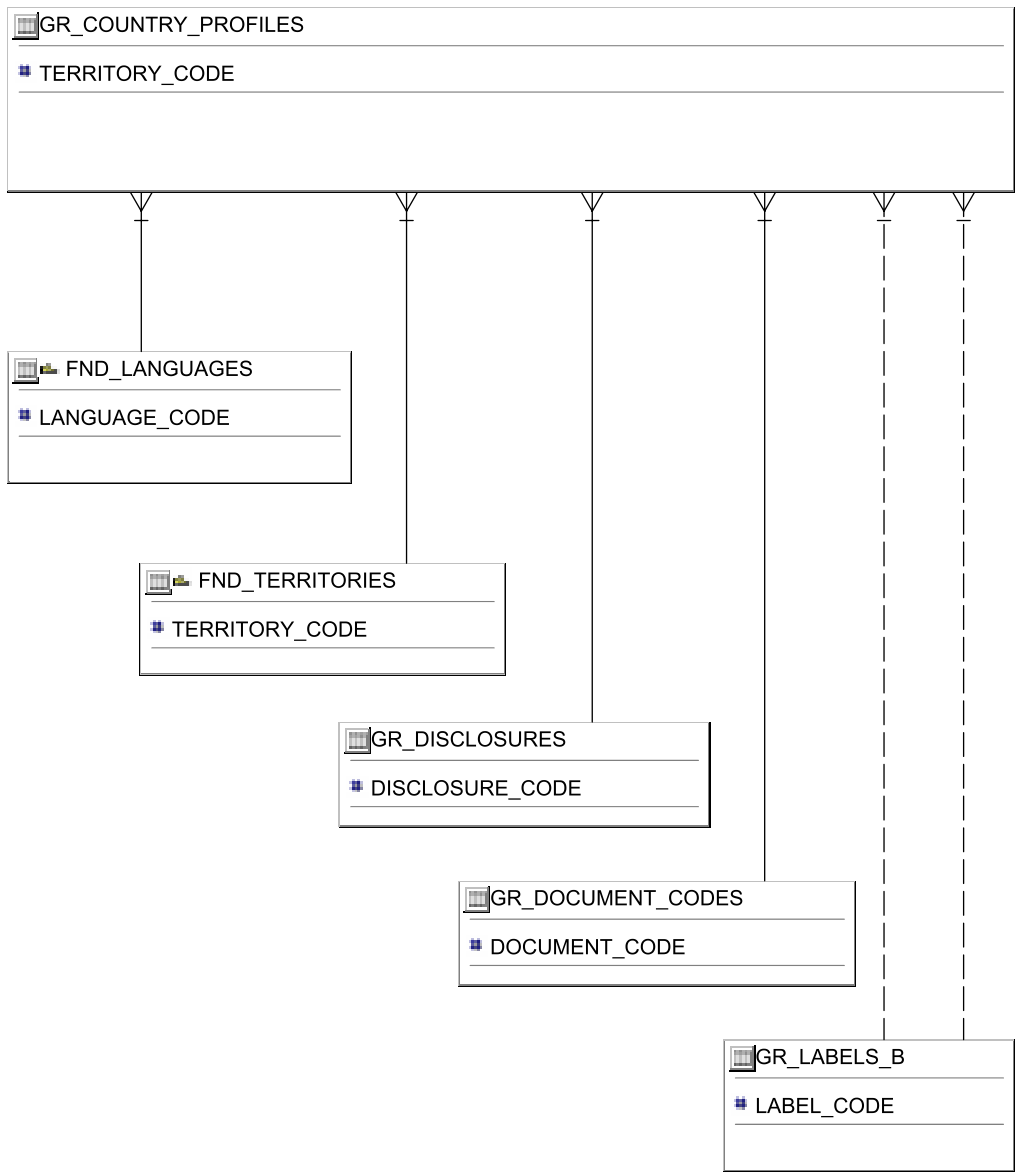 GR_COUNTRY_PROFILES
TERRITORY_CODE
FND_LANGUAGES
LANGUAGE_CODE
FND_TERRITORIES
TERRITORY_CODE
GR_DISCLOSURES
DISCLOSURE_CODE
GR_DOCUMENT_CODES
DOCUMENT_CODE
GR_LABELS_B
LABEL_CODE